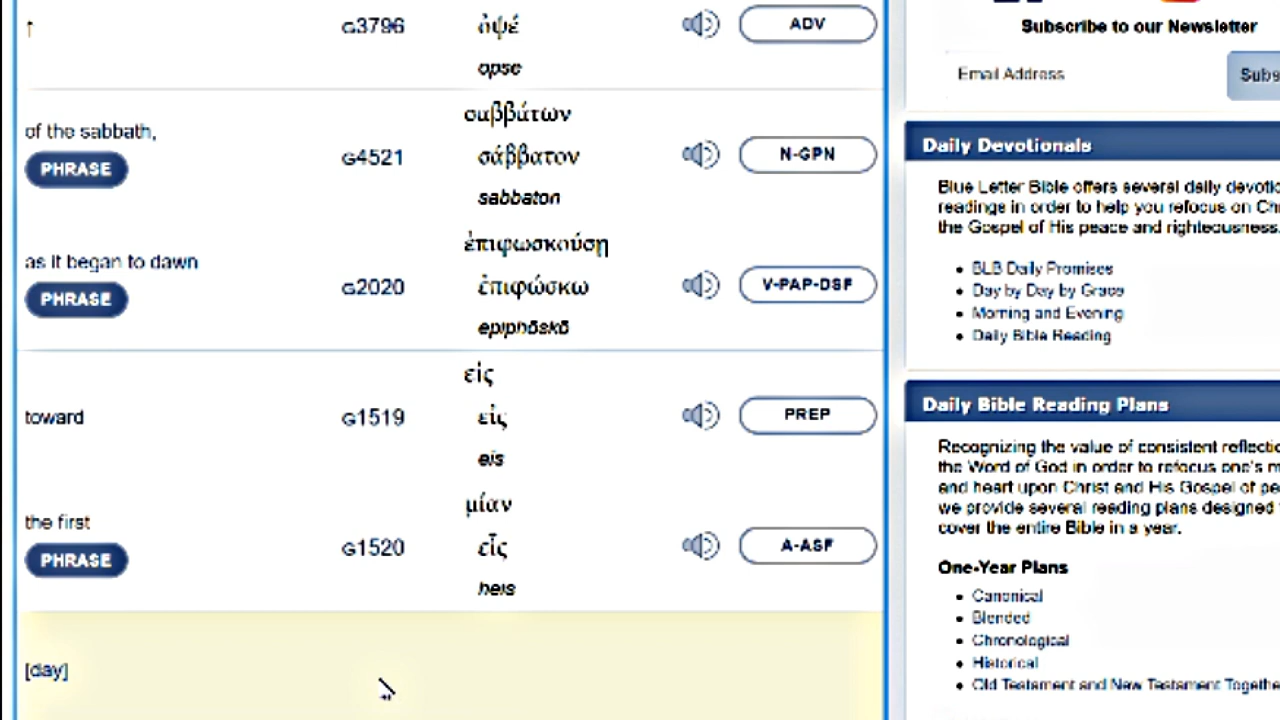 ↑ G3796 ὀψέ ADV
opse
σαββάτων
of the sabbath,
PHRASE G4521 σάββατον N-GPN
sabbaton
ἐπιφωσκούσῃ
as it began to dawn
PHRASE G2020 ἐπιφώσκω V-PAP-DSF
epiphōskō
εἰς
toward G1519 εἰς PREP
eis
μίαν
the first
PHRASE G1520 εἷς A-ASF
heis
[day]
Subscribe to our Newsletter
Email Address Subs
Daily Devotionals
Blue Letter Bible offers several daily devotio
readings in order to help you refocus on Ch
the Gospel of His peace and righteousness.
• BLB Daily Promises
• Day by Day by Grace
• Morning and Evening
• Daily Bible Reading
Daily Bible Reading Plans
Recognizing the value of consistent reflectio
the Word of God in order to refocus one's m
and heart upon Christ and His Gospel of pe
we provide several reading plans designed
cover the entire Bible in a year.
One-Year Plans
• Canonical
• Blended
• Chronological
• Historical
• Old Testament and New Testament Togethe